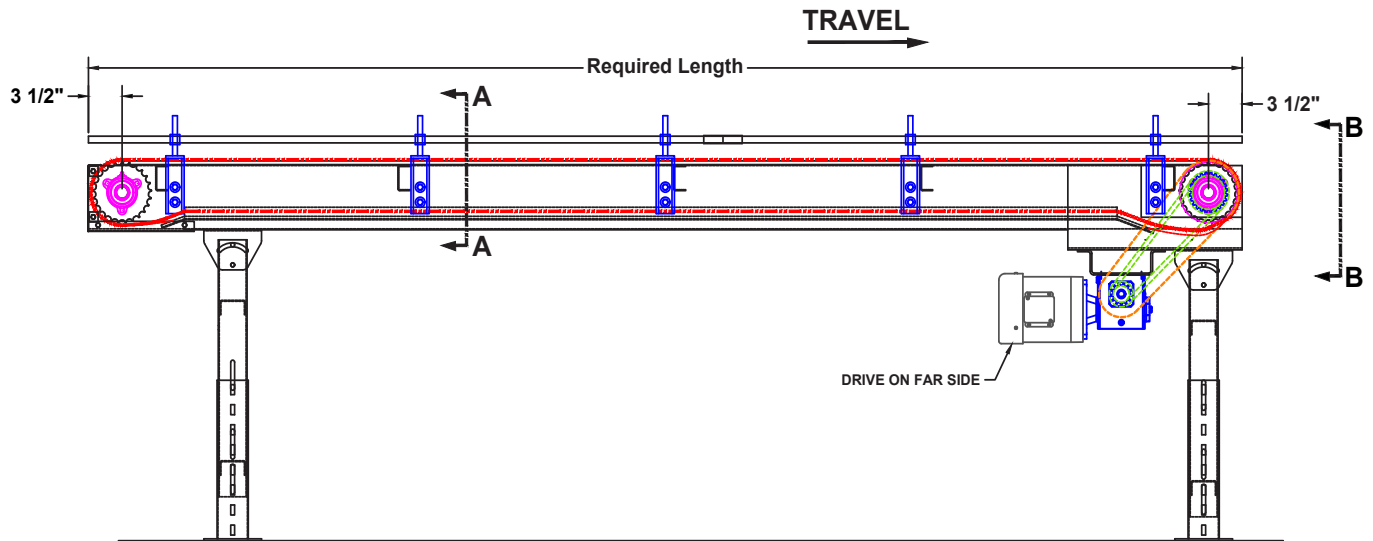 TRAVEL
Required Length
3 1/2"
3 1/2"
A
B
A
B
DRIVE ON FAR SIDE